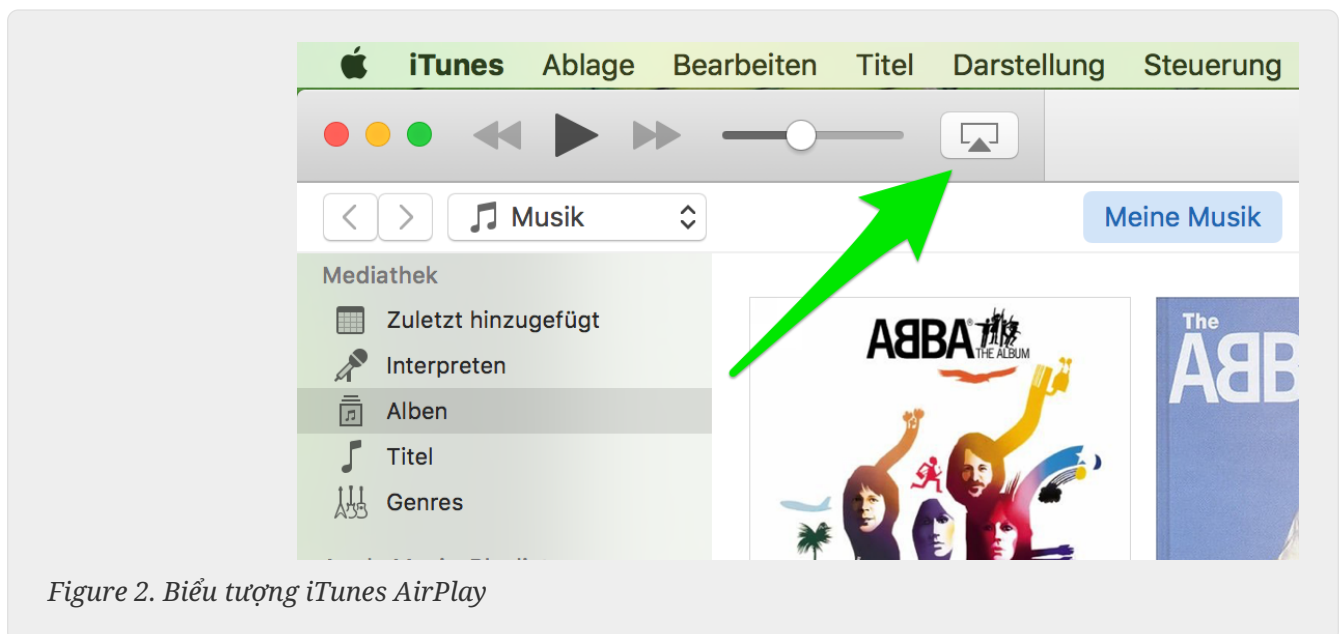 iTunes Ablage Bearbeiten Titel Darstellung Steuerung
Musik
Meine Musik
Mediathek
Zuletzt hinzugefügt
Interpreten
Alben
Titel
Genres
ABBA
THE ALBUM
The
ABB
Figure 2. Biểu tượng iTunes AirPlay